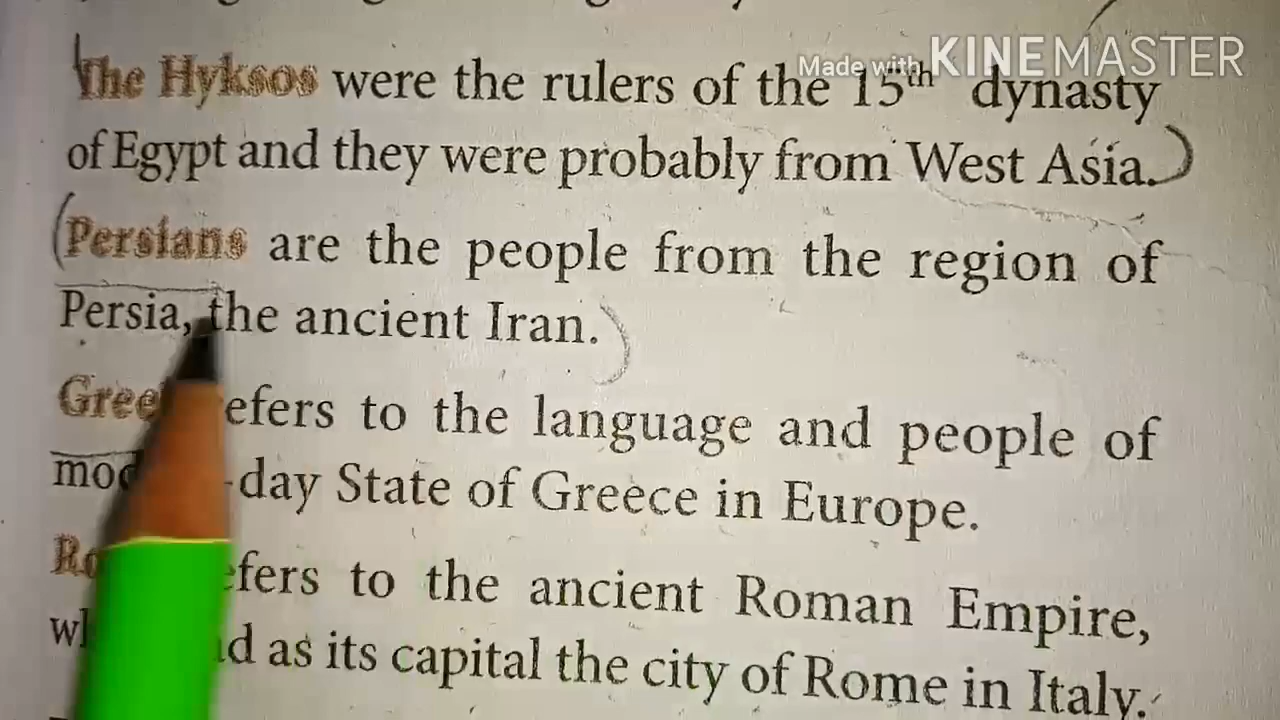 Made with KINEMASTER
The Hyksos were the rulers of the 15th dynasty
of Egypt and they were probably from West Asia.
Persians are the people from the region of
Persia, the ancient Iran.
refers to the language and people of
-day State of Greece in Europe.
refers to the ancient Roman Empire,
as its capital the city of Rome in Italy.